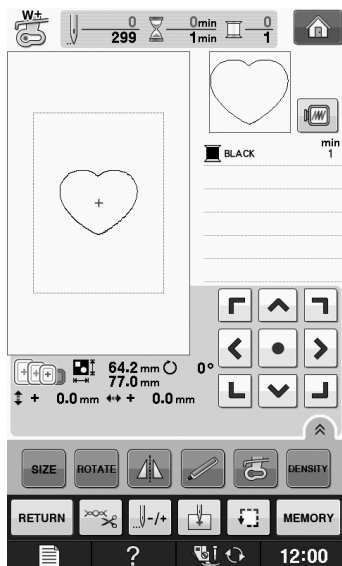 W+
0 0min 0
299 1min 1
min
BLACK 1
64.2 mm 0°
77.0 mm
+ 0.0 mm + 0.0 mm
SIZE ROTATE DENSITY
RETURN -/+ MEMORY
? 12:00